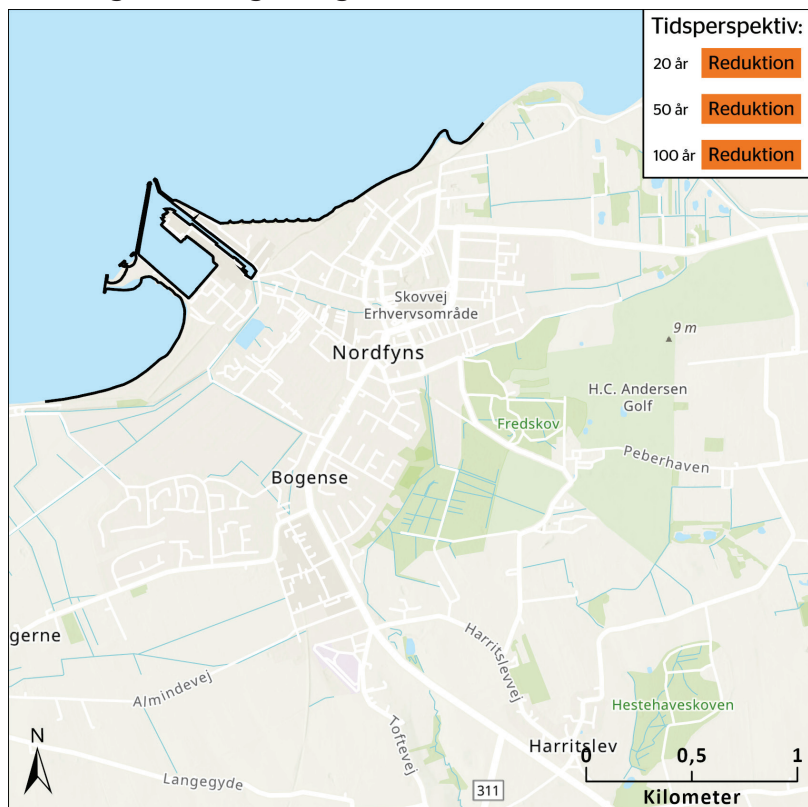 Tidsperspektiv:
20 år Reduktion
50 år Reduktion
100 år Reduktion
9 m
Skovvej
Erhvervsområde
Nordfyns
H.C. Andersen
Golf
Fredskov
Peberhaven
Bogense
gerne
Almindevej
Harritslevvej
Hestehaveskoven
Toftevej
Harritslev
N
Langegyde
311
0 0,5 1
Kilometer